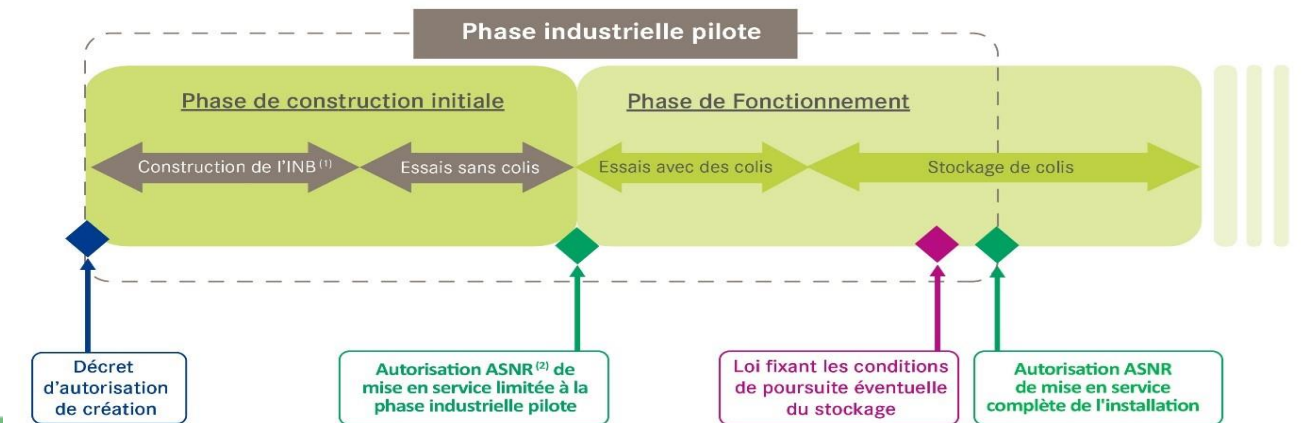 Phase industrielle pilote
Phase de construction initiale
Phase de Fonctionnement
Construction de l'INB (1)
Essais sans colis
Essais avec des colis
Stockage de colis
Décret
d'autorisation
de création
Autorisation ASNR (2) de
mise en service limitée à la
phase industrielle pilote
Loi fixant les conditions
de poursuite éventuelle
du stockage
Autorisation ASNR
de mise en service
complète de l'installation